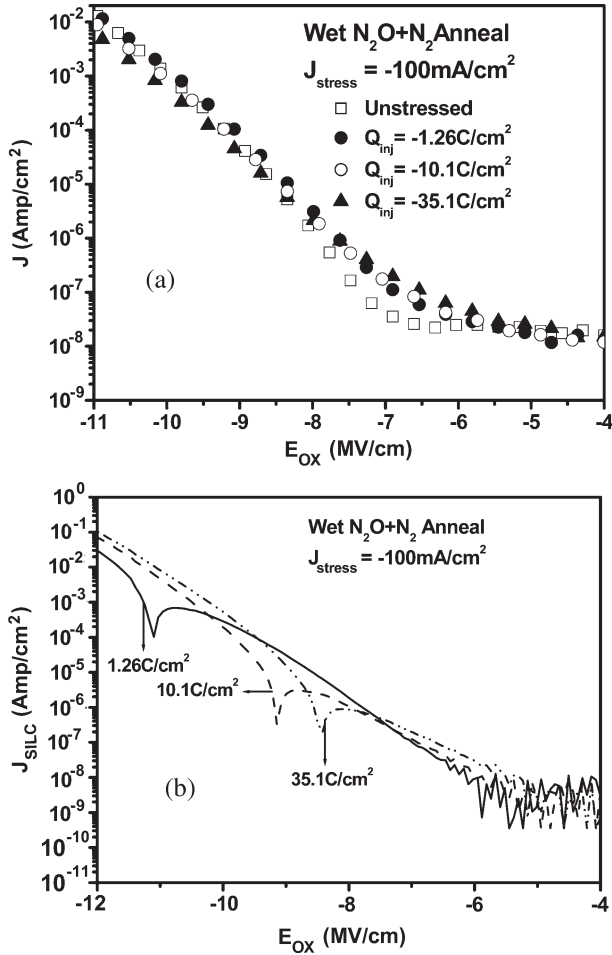 Wet N₂O+N₂Anneal
J_stress = -100mA/cm²
Unstressed
Q_inj = -1.26C/cm²
Q_inj = -10.1C/cm²
Q_inj = -35.1C/cm²
(a)
J (Amp/cm²)
10⁻²
10⁻³
10⁻⁴
10⁻⁵
10⁻⁶
10⁻⁷
10⁻⁸
10⁻⁹
-11 -10 -9 -8 -7 -6 -5 -4
E_OX (MV/cm)
Wet N₂O+N₂ Anneal
J_stress = -100mA/cm²
1.26C/cm²
10.1C/cm²
35.1C/cm²
(b)
J_SILC (Amp/cm²)
10⁰
10⁻¹
10⁻²
10⁻³
10⁻⁴
10⁻⁵
10⁻⁶
10⁻⁷
10⁻⁸
10⁻⁹
10⁻¹⁰
10⁻¹¹
-12 -10 -8 -6 -4
E_OX (MV/cm)